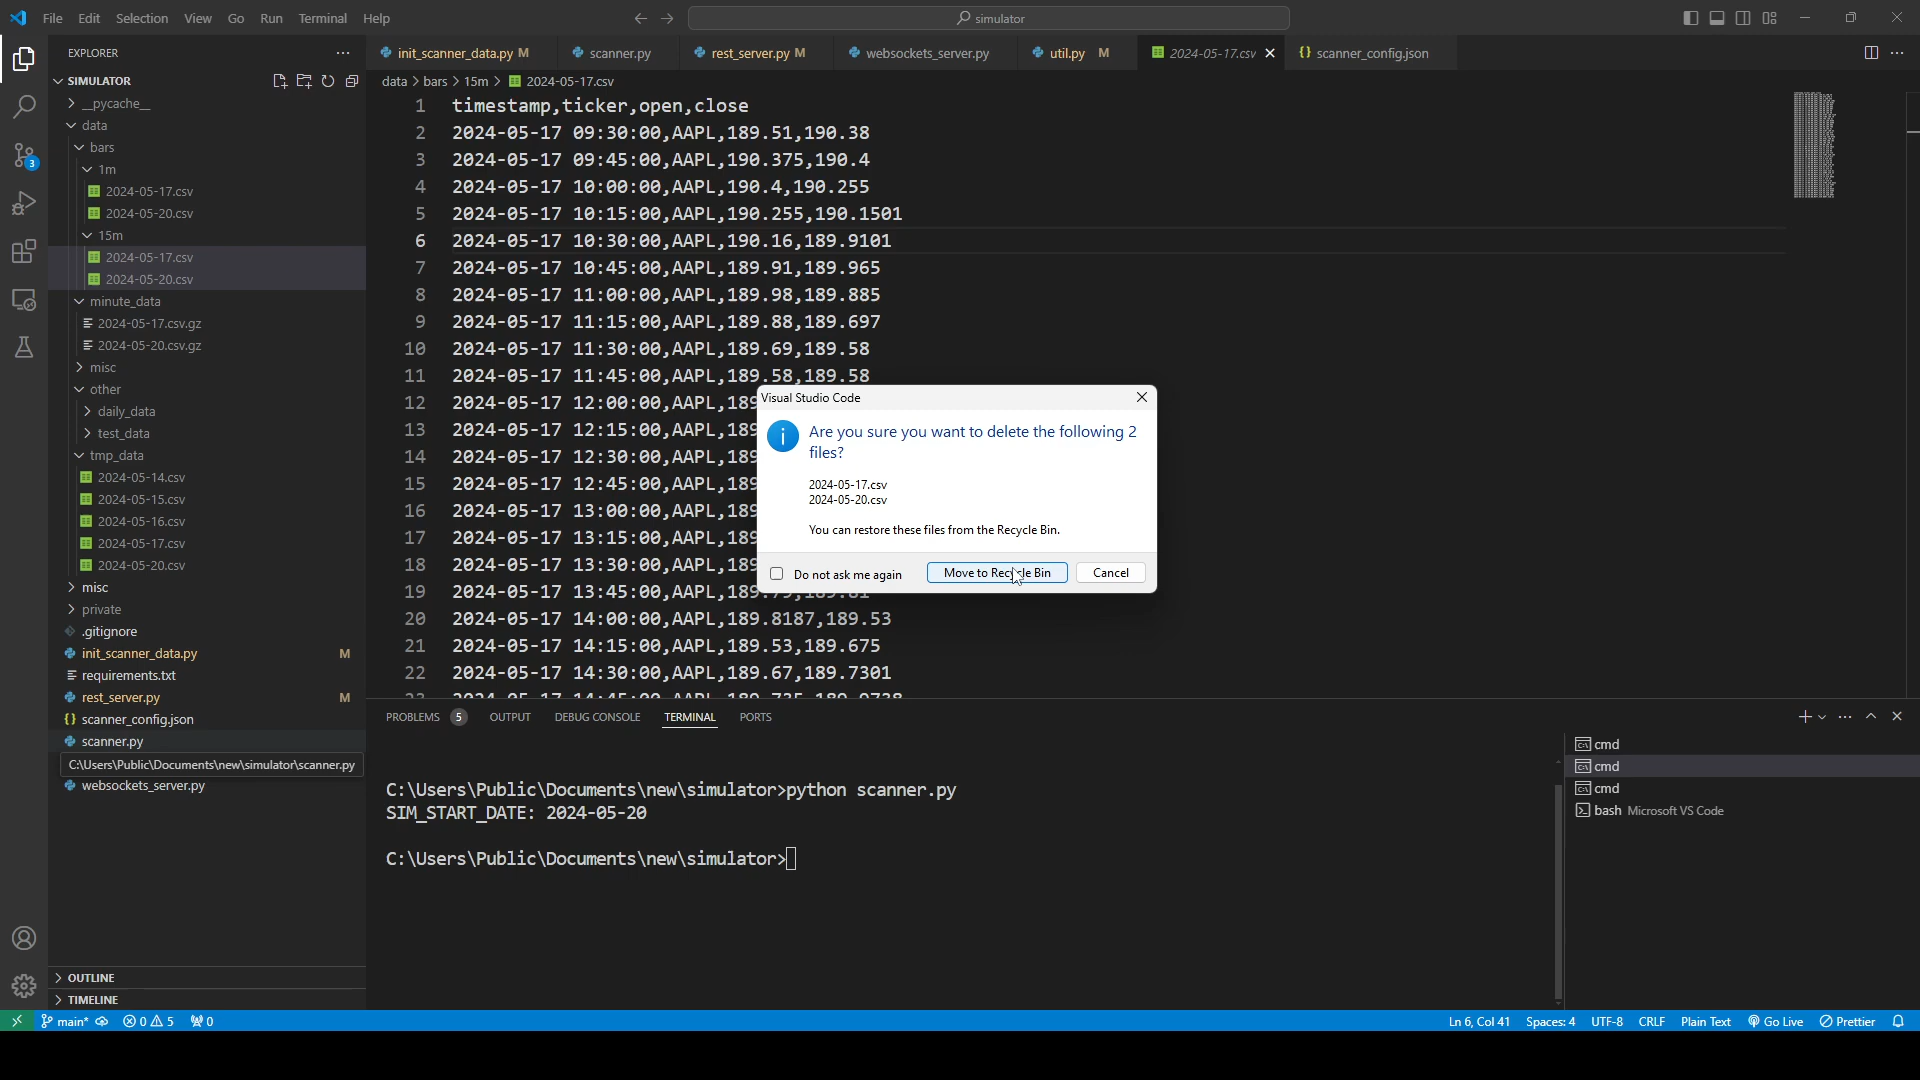 File Edit Selection View Go Run Terminal Help
simulator
EXPLORER
SIMULATOR
__pycache__
data
bars
1m
2024-05-17.csv
2024-05-20.csv
15m
2024-05-17.csv
2024-05-20.csv
minute_data
2024-05-17.csv.gz
2024-05-20.csv.gz
misc
other
daily_data
test_data
tmp_data
2024-05-14.csv
2024-05-15.csv
2024-05-16.csv
2024-05-17.csv
2024-05-20.csv
misc
private
.gitignore
init_scanner_data.py M
requirements.txt
rest_server.py M
scanner_config.json
scanner.py
C:\Users\Public\Documents\new\simulator\scanner.py
websockets_server.py
OUTLINE
TIMELINE
init_scanner_data.py M scanner.py rest_server.py M websockets_server.py util.py M 2024-05-17.csv scanner_config.json
data > bars > 15m > 2024-05-17.csv
1 timestamp,ticker,open,close
2 2024-05-17 09:30:00,AAPL,189.51,190.38
3 2024-05-17 09:45:00,AAPL,190.375,190.4
4 2024-05-17 10:00:00,AAPL,190.4,190.255
5 2024-05-17 10:15:00,AAPL,190.255,190.1501
6 2024-05-17 10:30:00,AAPL,190.16,189.9101
7 2024-05-17 10:45:00,AAPL,189.91,189.965
8 2024-05-17 11:00:00,AAPL,189.98,189.885
9 2024-05-17 11:15:00,AAPL,189.88,189.697
10 2024-05-17 11:30:00,AAPL,189.69,189.58
11 2024-05-17 11:45:00,AAPL,189.58,189.58
12 2024-05-17 12:00:00,AAPL,189
13 2024-05-17 12:15:00,AAPL,189
14 2024-05-17 12:30:00,AAPL,189
15 2024-05-17 12:45:00,AAPL,189
16 2024-05-17 13:00:00,AAPL,189
17 2024-05-17 13:15:00,AAPL,189
18 2024-05-17 13:30:00,AAPL,189
19 2024-05-17 13:45:00,AAPL,189.79,189.81
20 2024-05-17 14:00:00,AAPL,189.8187,189.53
21 2024-05-17 14:15:00,AAPL,189.53,189.675
22 2024-05-17 14:30:00,AAPL,189.67,189.7301
Visual Studio Code
Are you sure you want to delete the following 2
files?
2024-05-17.csv
2024-05-20.csv
You can restore these files from the Recycle Bin.
Do not ask me again Move to Recycle Bin Cancel
PROBLEMS 5 OUTPUT DEBUG CONSOLE TERMINAL PORTS
C:\Users\Public\Documents\new\simulator>python scanner.py
SIM_START_DATE: 2024-05-20
C:\Users\Public\Documents\new\simulator>
cmd
cmd
cmd
bash Microsoft VS Code
3
main* 0 5 0 Ln 6, Col 41 Spaces: 4 UTF-8 CRLF Plain Text Go Live Prettier